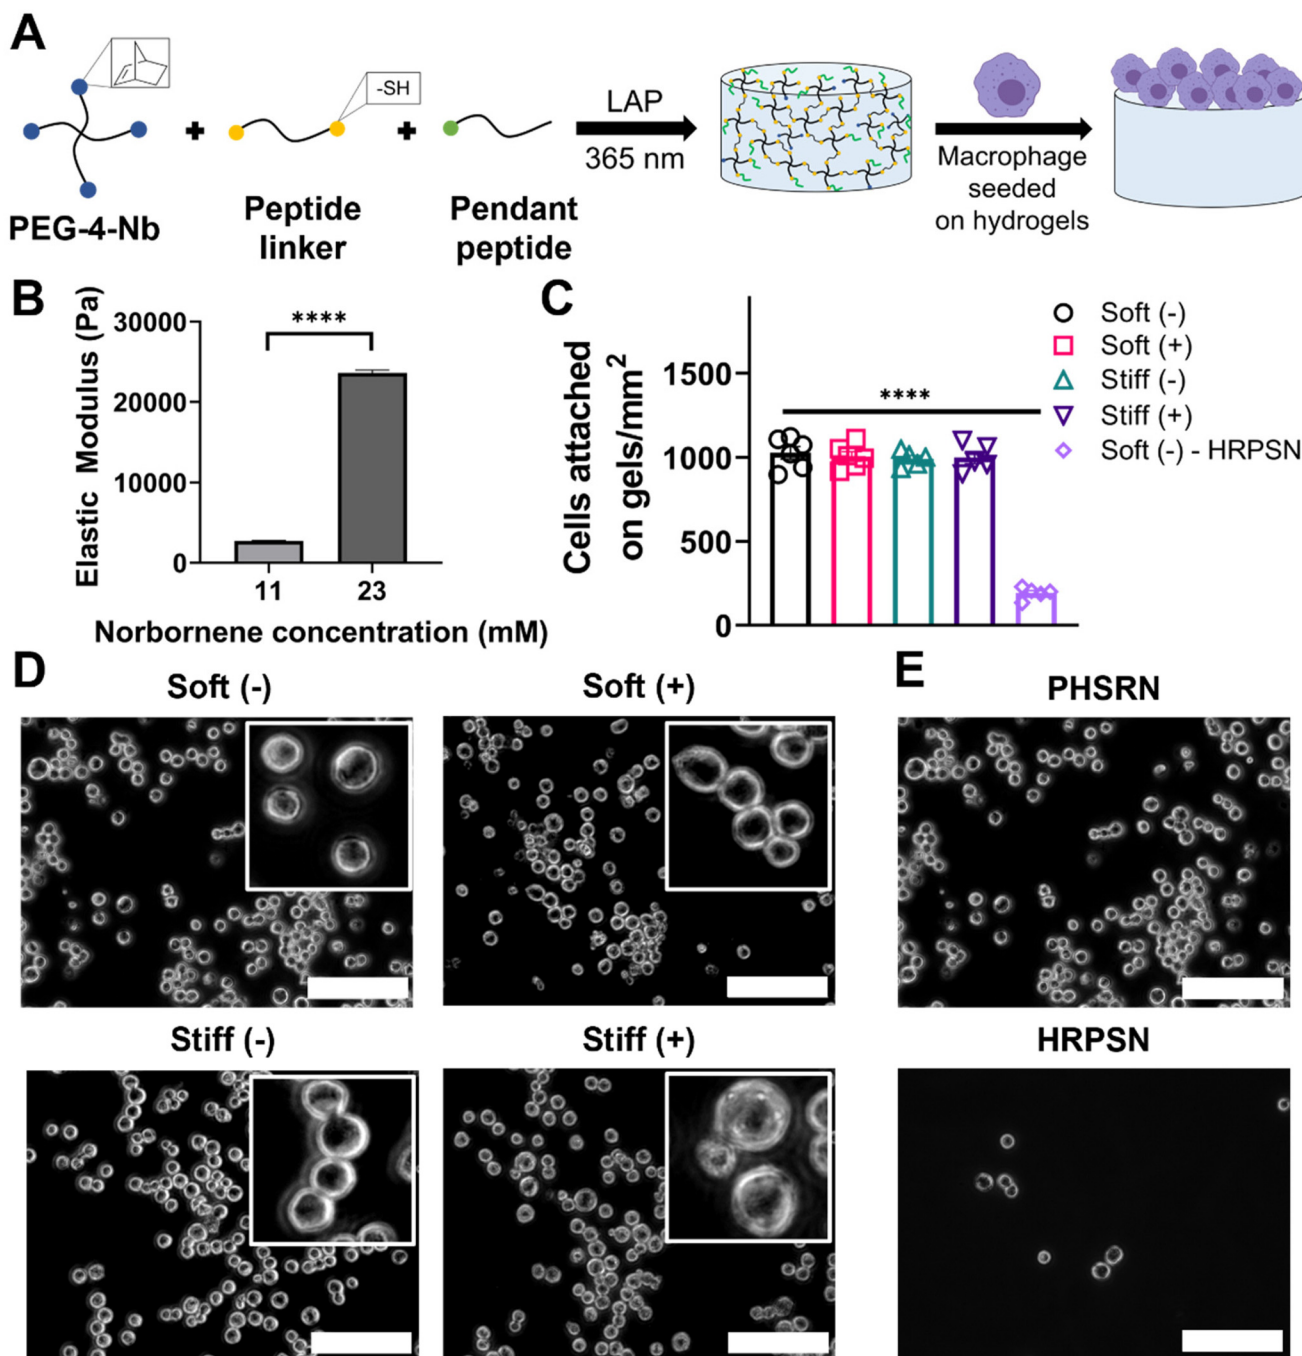 A
-SH
PEG-4-Nb
+
Peptide
linker
+
Pendant
peptide
LAP
365 nm
Macrophage
seeded
on hydrogels
B
Elastic Modulus (Pa)
30000
20000
10000
0
****
11
23
Norbornene concentration (mM)
C
Cells attached
on gels/mm²
1500
1000
500
0
****
Soft (-)
Soft (+)
Stiff (-)
Stiff (+)
Soft (-) - HRPSN
D
Soft (-)
Soft (+)
Stiff (-)
Stiff (+)
E
PHSRN
HRPSN